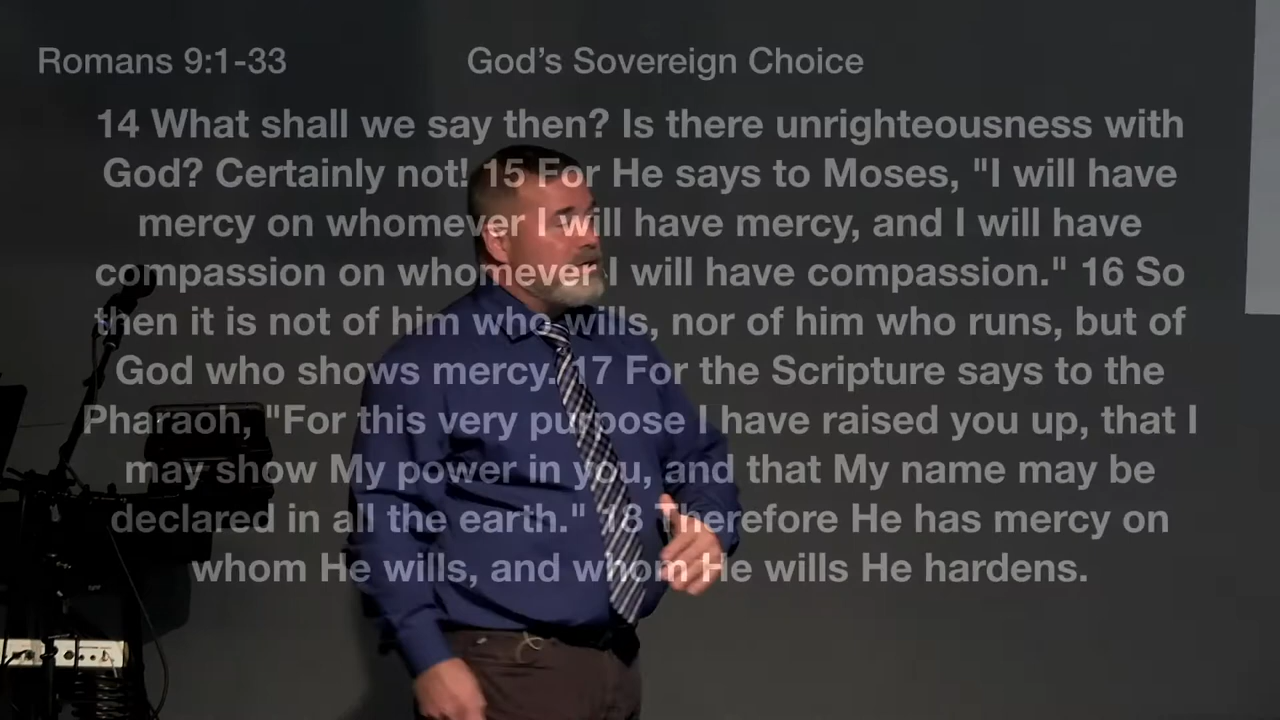 Romans 9:1-33
God’s Sovereign Choice
14 What shall we say then? Is there unrighteousness with
God? Certainly not! 15 For He says to Moses, "I will have
mercy on whomever I will have mercy, and I will have
compassion on whomever I will have compassion." 16 So
then it is not of him who wills, nor of him who runs, but of
God who shows mercy. 17 For the Scripture says to the
Pharaoh, "For this very purpose I have raised you up, that I
may show My power in you, and that My name may be
declared in all the earth." 18 Therefore He has mercy on
whom He wills, and whom He wills He hardens.